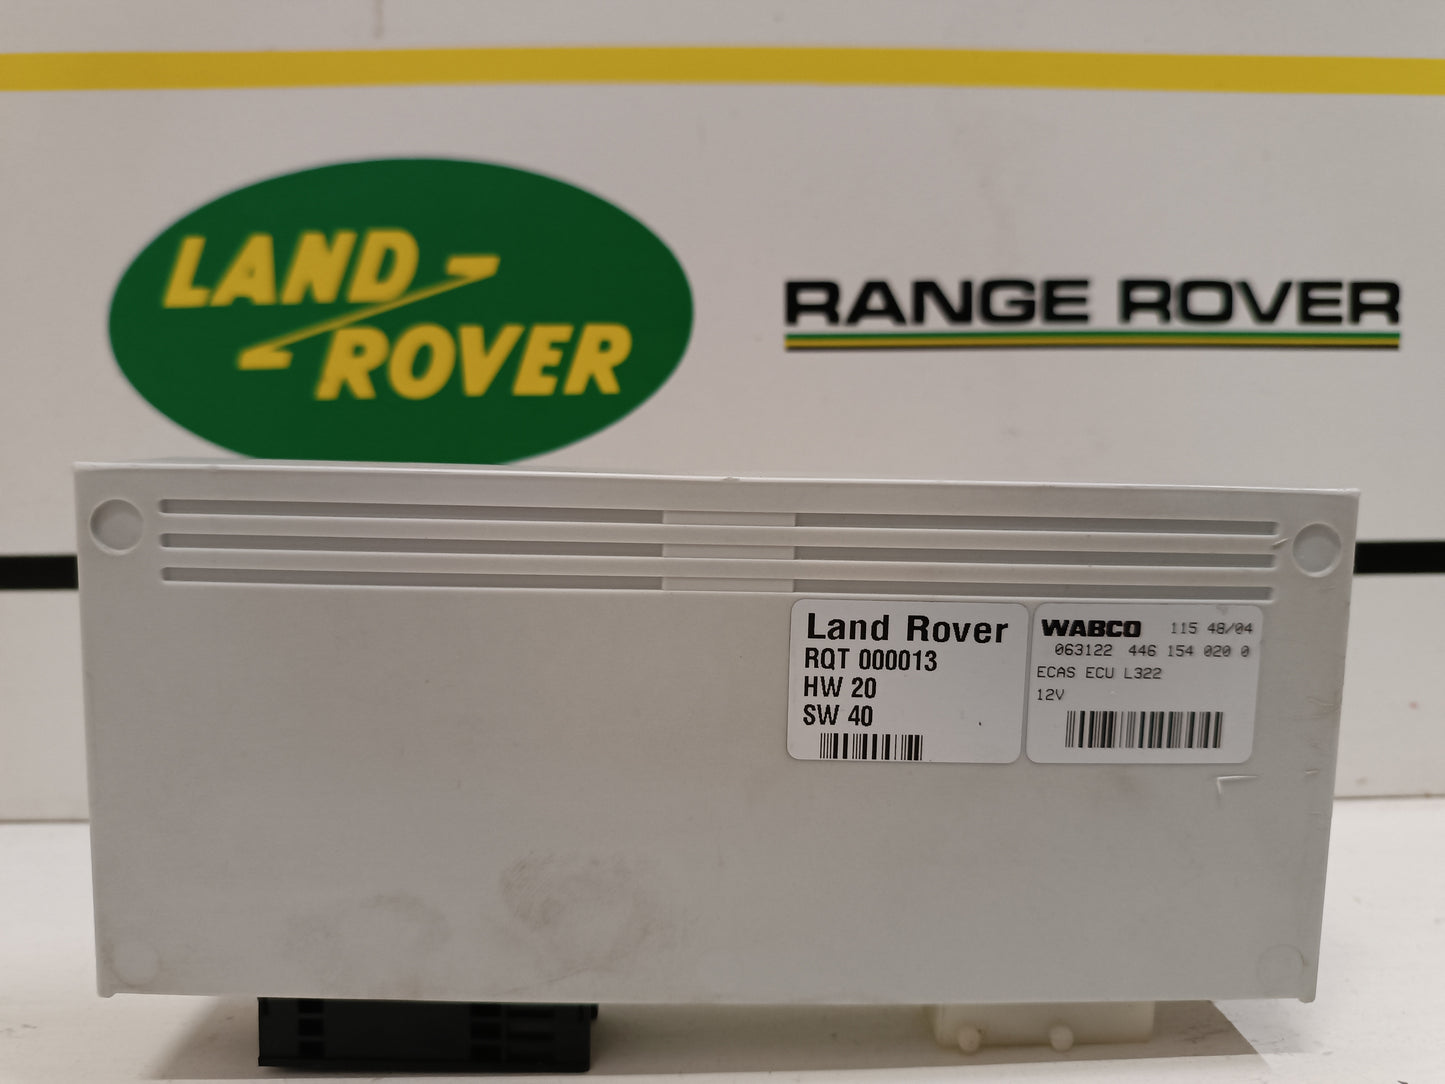 LAND
ROVER
RANGE ROVER
Land Rover
RQT 000013
HW 20
SW 40
WABCO 115 48/04
063122 446 154 020 0
ECAS ECU L322
12V